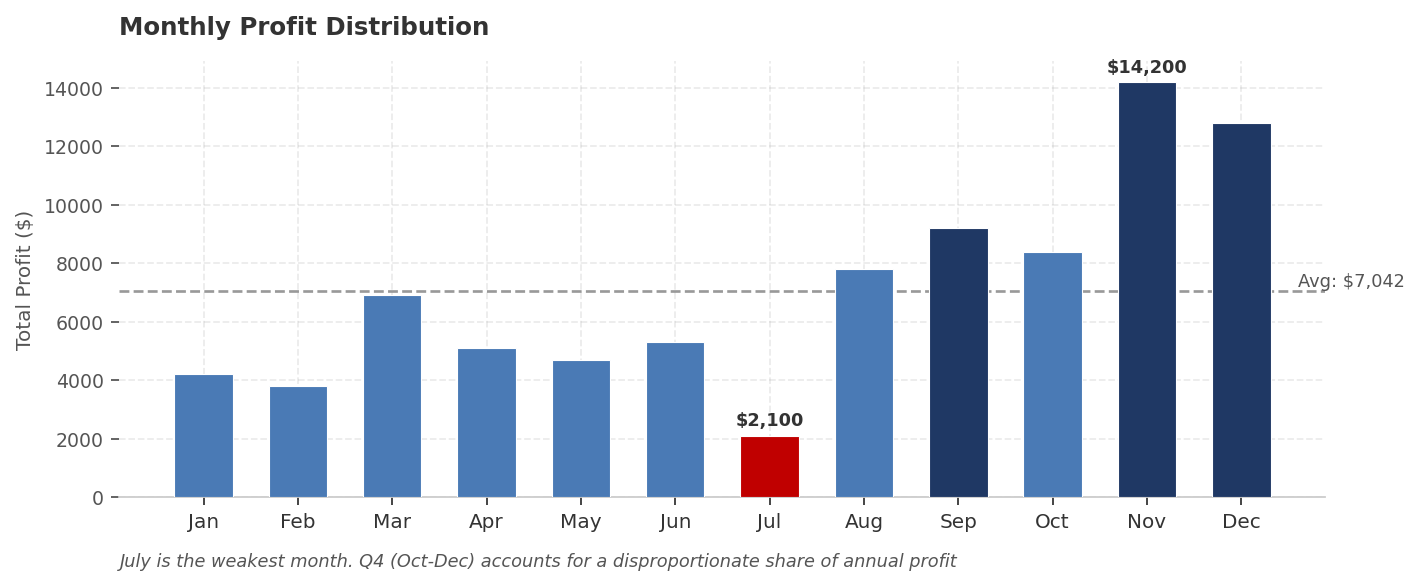 Monthly Profit Distribution
$14,200
14000
12000
10000
8000
Avg: $7,042
6000
4000
$2,100
2000
0
Total Profit ($)
Jan Feb Mar Apr May Jun Jul Aug Sep Oct Nov Dec
July is the weakest month. Q4 (Oct-Dec) accounts for a disproportionate share of annual profit